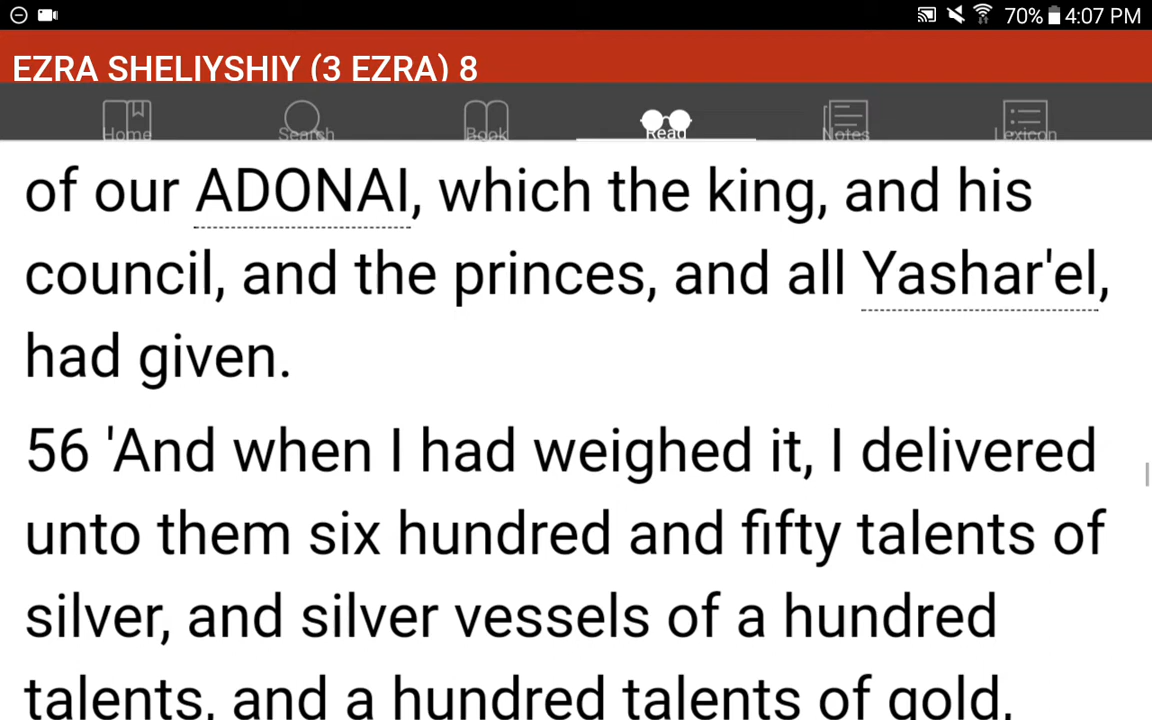 70% 4:07 PM
EZRA SHELIYSHIY (3 EZRA) 8
Home Search Book Read Notes Lexicon
of our ADONAI, which the king, and his
council, and the princes, and all Yashar'el,
had given.
56 'And when I had weighed it, I delivered
unto them six hundred and fifty talents of
silver, and silver vessels of a hundred
talents, and a hundred talents of gold,